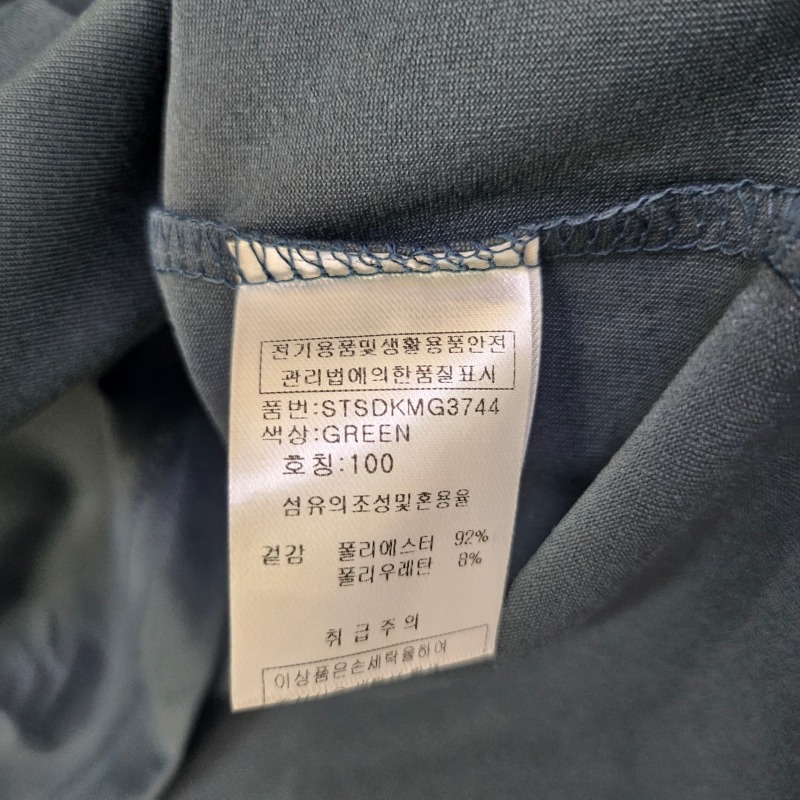 전기용품및생활용품안전
관리법에의한품질표시
품번:STSDKMG3744
색상:GREEN
호칭:100
섬유의조성및혼용율
겉감 폴리에스터 92%
폴리우레탄 8%
취급주의
이상품은손세탁율하여